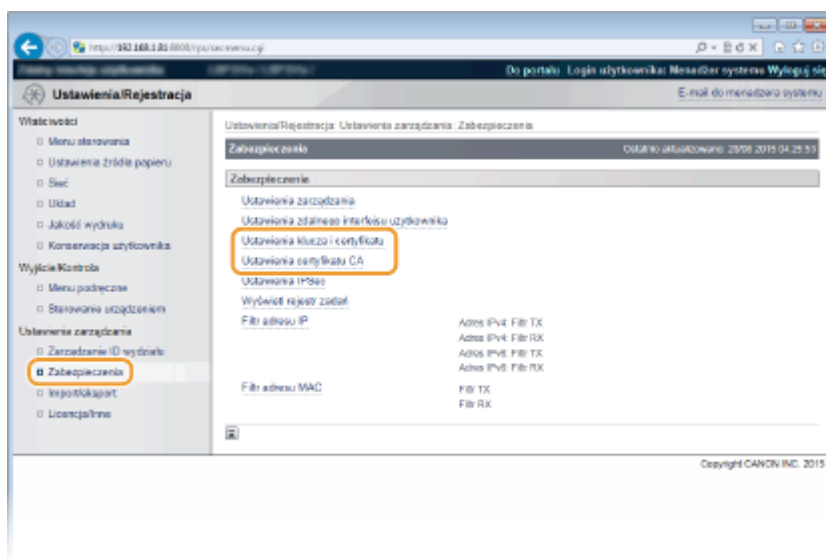 http://192.168.1.81:8000/rps/csecmenu.cgi
Do portalu Login użytkownika: Menedżer systemu Wyloguj się
Ustawienia/Rejestracja
E-mail do menedżera systemu
Właściwości
Menu sterowania
Ustawienia źródła papieru
Sieć
Układ
Jakość wydruku
Konserwacja użytkownika
Wyjście/Kontrola
Menu podręczne
Sterowanie urządzeniem
Ustawienia zarządzania
Zarządzanie ID wydziału
Zabezpieczenia
Import/eksport
Licencja/Inne
Ustawienia/Rejestracja: Ustawienia zarządzania: Zabezpieczenia
Zabezpieczenia
Ostatnio aktualizowano: 28/08 2015 04:25:53
Zabezpieczenie
Ustawienia zarządzania
Ustawienia zdalnego interfejsu użytkownika
Ustawienia klucza i certyfikatu
Ustawienia certyfikatu CA
Ustawienia IPSec
Wyświetl rejestr zadań
Filtr adresu IP
Adres IPv4: Filtr TX
Adres IPv4: Filtr RX
Adres IPv6: Filtr TX
Adres IPv6: Filtr RX
Filtr adresu MAC
Filtr TX
Filtr RX
Copyright CANON INC. 2015